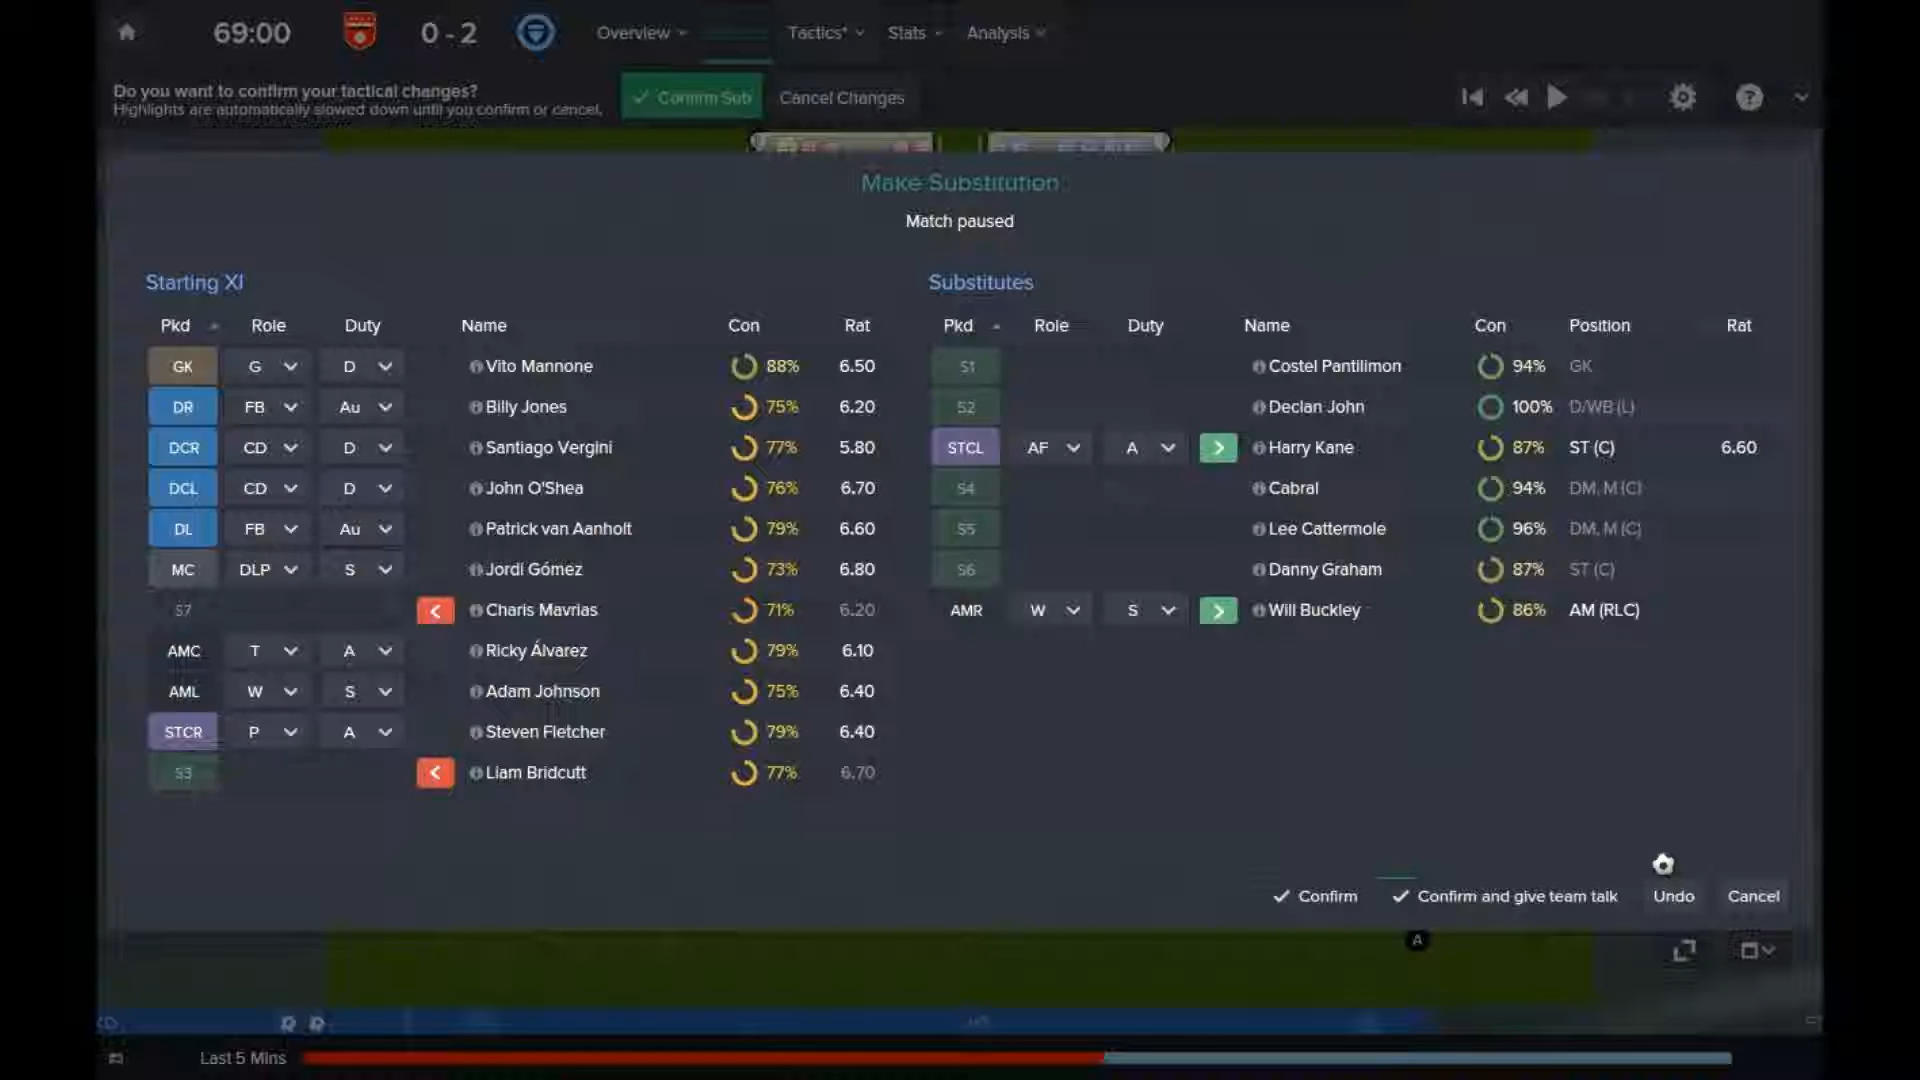 69:00 0 - 2 Overview Tactics* Stats Analysis
Do you want to confirm your tactical changes?
Highlights are automatically slowed down until you confirm or cancel.
Confirm Sub Cancel Changes
Make Substitution
Match paused
Starting XI
Pkd Role Duty Name Con Rat
GK G D Vito Mannone 88% 6.50
DR FB Au Billy Jones 75% 6.20
DCR CD D Santiago Vergini 77% 5.80
DCL CD D John O'Shea 76% 6.70
DL FB Au Patrick van Aanholt 79% 6.60
MC DLP S Jordi Gómez 73% 6.80
S7 Charis Mavrias 71% 6.20
AMC T A Ricky Álvarez 79% 6.10
AML W S Adam Johnson 75% 6.40
STCR P A Steven Fletcher 79% 6.40
S3 Liam Bridcutt 77% 6.70
Substitutes
Pkd Role Duty Name Con Position Rat
S1 Costel Pantilimon 94% GK
S2 Declan John 100% D/WB (L)
STCL AF A Harry Kane 87% ST (C) 6.60
S4 Cabral 94% DM, M (C)
S5 Lee Cattermole 96% DM, M (C)
S6 Danny Graham 87% ST (C)
AMR W S Will Buckley 86% AM (RLC)
Confirm Confirm and give team talk Undo Cancel
A
Last 5 Mins